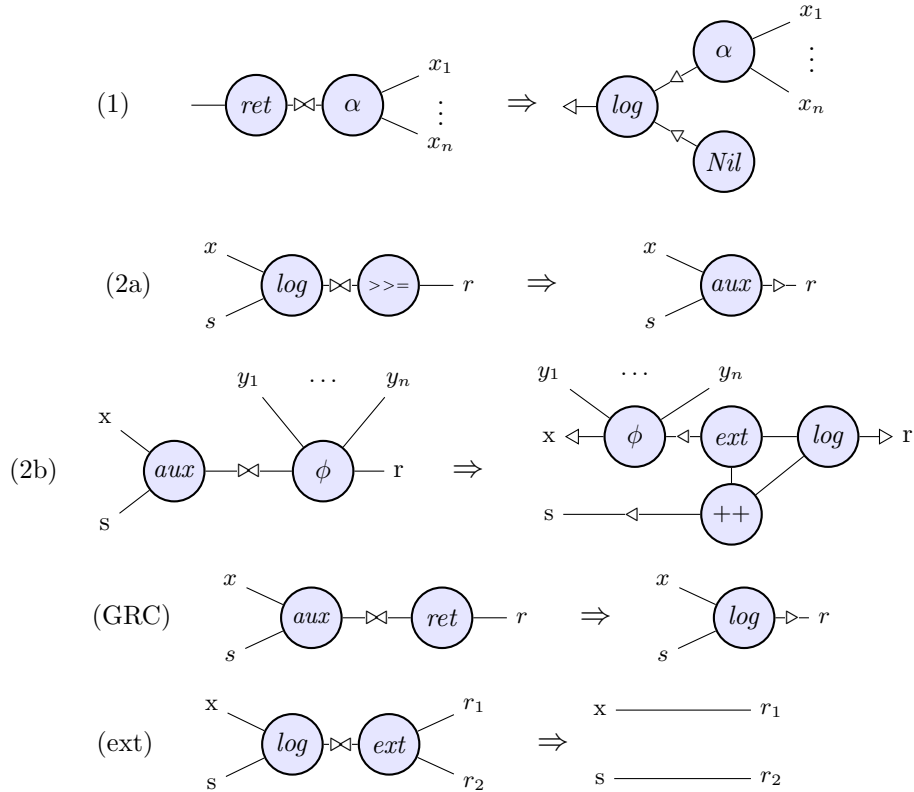 (1) ret α x₁ ⋮ xₙ ⇒ log α x₁ ⋮ xₙ Nil
(2a) x s log >>= r ⇒ x s aux r
(2b) x s aux y₁ ⋯ yₙ ϕ r ⇒ y₁ ⋯ yₙ x ϕ ext log r s ++
(GRC) x s aux ret r ⇒ x s log r
(ext) x s log ext r₁ r₂ ⇒ x r₁ s r₂